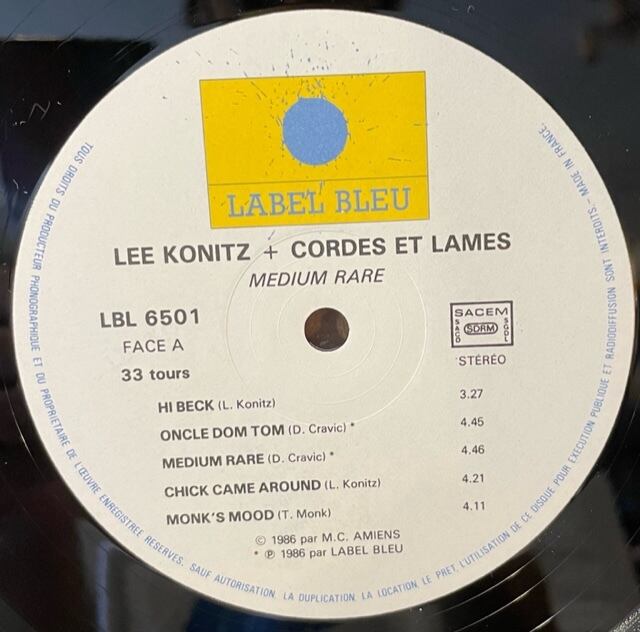 LABEL BLEU
LEE KONITZ + CORDES ET LAMES
MEDIUM RARE
LBL 6501
FACE A
33 tours
SACEM
SACD
SDRM
SGDL
STÉRÉO
HI BECK (L. Konitz) 3.27
ONCLE DOM TOM (D. Cravic) * 4.45
MEDIUM RARE (D. Cravic) * 4.46
CHICK CAME AROUND (L. Konitz) 4.21
MONK'S MOOD (T. Monk) 4.11
© 1986 par M.C. AMIENS
* ℗ 1986 par LABEL BLEU
TOUS DROITS DU PRODUCTEUR PHONOGRAPHIQUE ET DU PROPRIETAIRE DE L'ŒUVRE ENREGISTREE RESERVES. SAUF AUTORISATION, LA DUPLICATION, LA LOCATION, LE PRET, L'UTILISATION DE CE DISQUE POUR EXECUTION PUBLIQUE ET RADIODIFFUSION SONT INTERDITS. - MADE IN FRANCE.